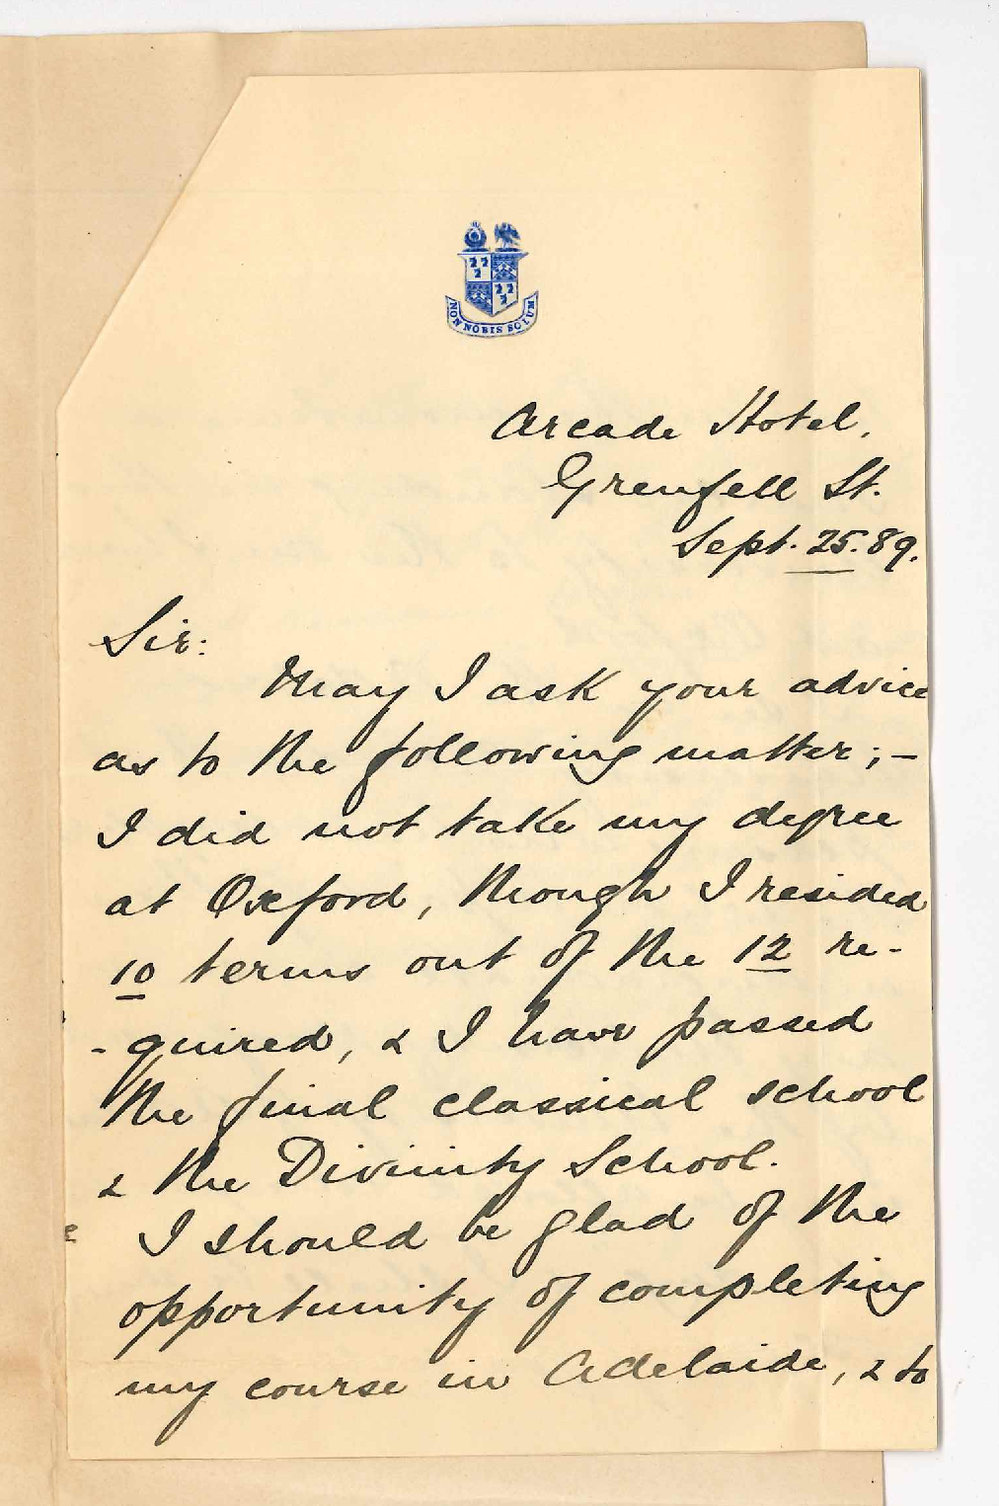 NON NOBIS SOLUM
Arcade Hotel.
Grenfell St.
Sept. 25. 89.
Sir:
May I ask your advice
as to the following matter; –
I did not take my degree
at Oxford, though I resided
10 terms out of the 12 re-
-quired, & I have passed
the final classical school
& the Divinity School.
I should be glad of the
opportunity of completing
my course in Adelaide, & to